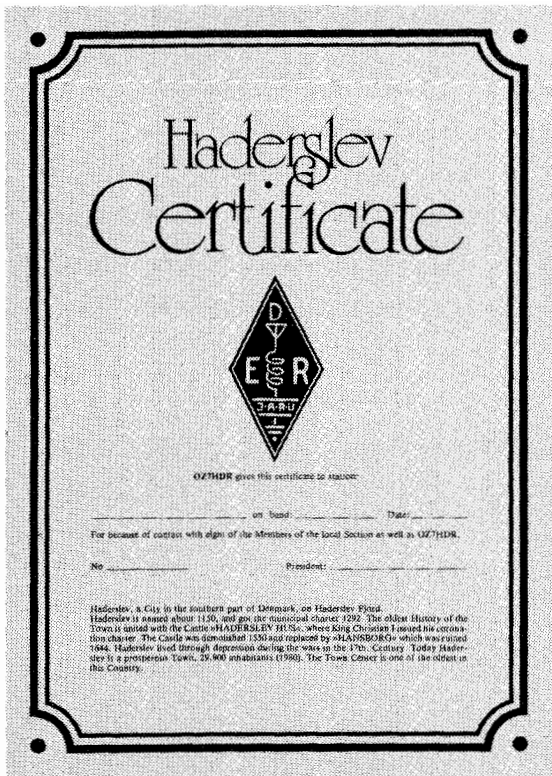 Haderslev
Certificate
D
E R
I·A·R·U
OZ7HDR gives this certificate to station:
on band: Date:
For because of contact with eight of the Members of the local Section as well as OZ7HDR.
No President:
Haderslev, a City in the southern part of Denmark, on Haderslev Fjord.
Haderslev is named about 1150, and got the municipal charter 1292. The oldest History of the
Town is united with the Castle »HADERSLEV HUS«, where King Christian I issued his corona-
tion charter. The Castle was demolished 1550 and replaced by »HANSBORG« which was ruined
1644. Haderslev lived through depression during the wars in the 17th. Century. Today Hader-
slev is a prosperous Town, 29,900 inhabitants (1980). The Town Center is one of the oldest in
this Country.